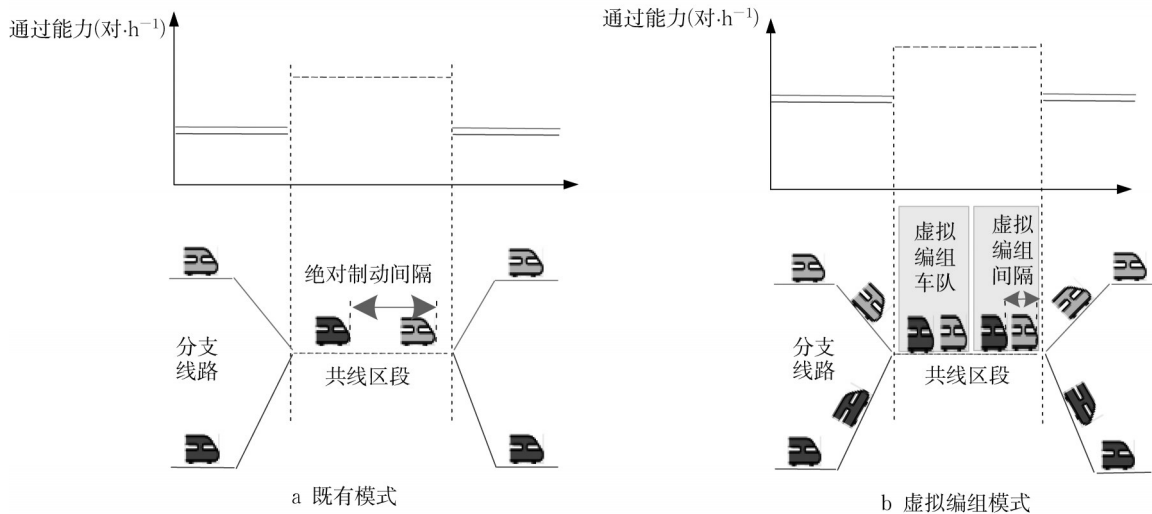 通过能力(对·h⁻¹)
绝对制动间隔
分支
线路
共线区段
a 既有模式
通过能力(对·h⁻¹)
虚拟
编组
车队
虚拟
编组
间隔
分支
线路
共线区段
b 虚拟编组模式